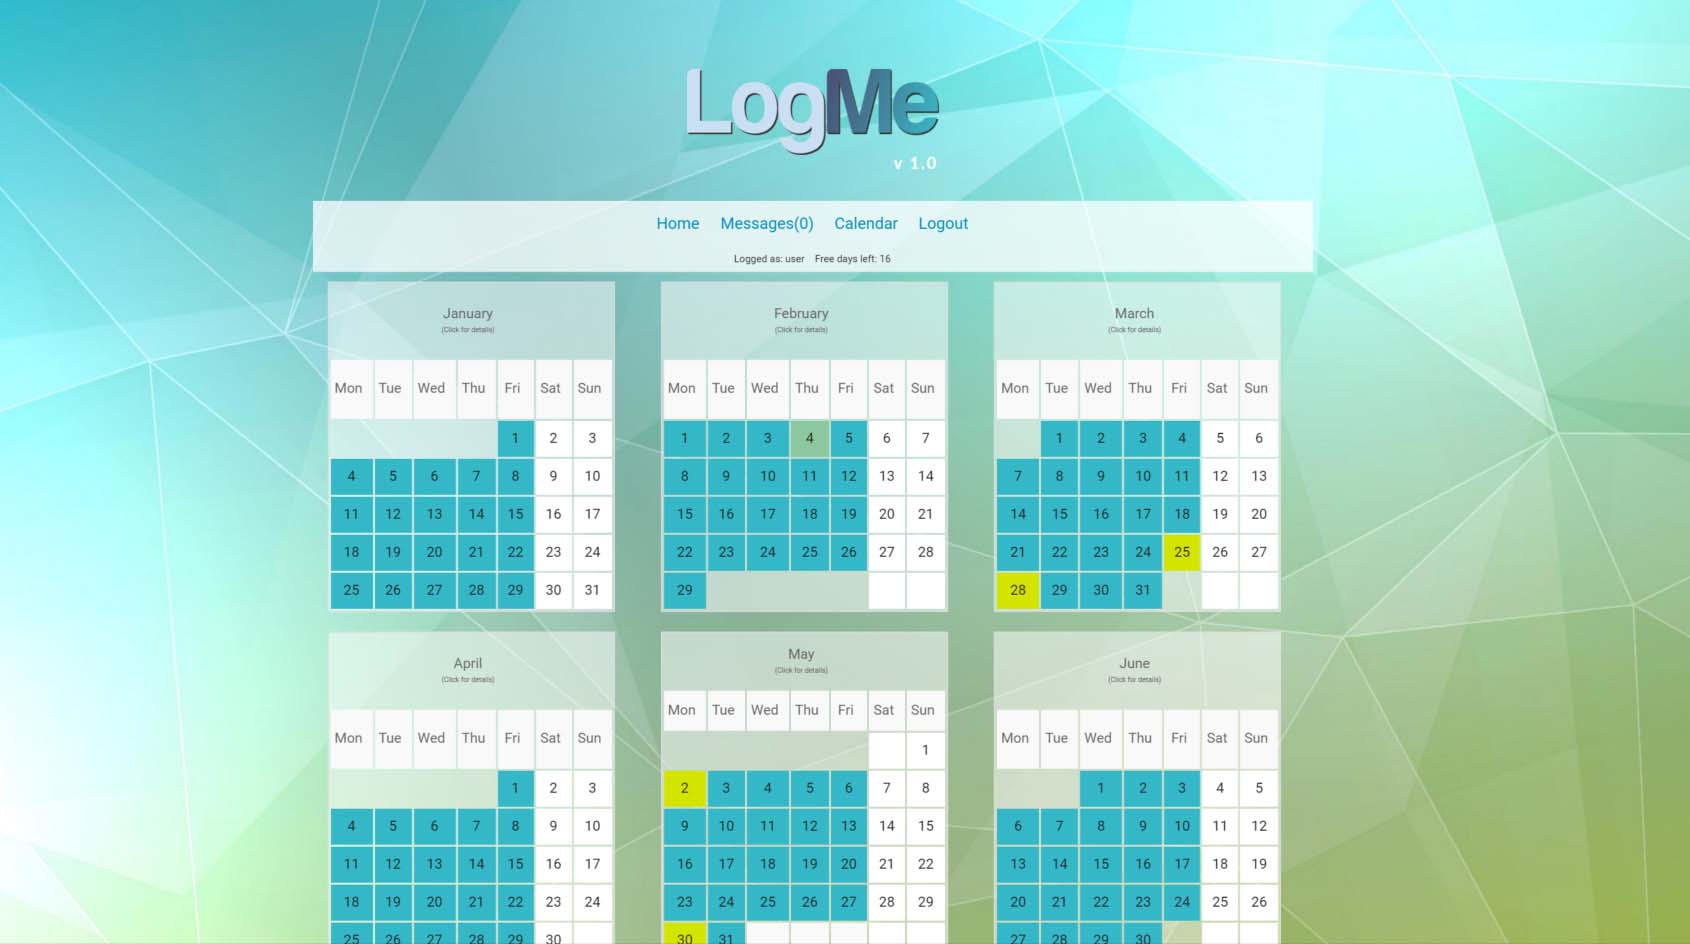 LogMe
v 1.0
Home Messages(0) Calendar Logout
Logged as: user Free days left: 16
January
(Click for details)
Mon Tue Wed Thu Fri Sat Sun
1 2 3
4 5 6 7 8 9 10
11 12 13 14 15 16 17
18 19 20 21 22 23 24
25 26 27 28 29 30 31
February
(Click for details)
Mon Tue Wed Thu Fri Sat Sun
1 2 3 4 5 6 7
8 9 10 11 12 13 14
15 16 17 18 19 20 21
22 23 24 25 26 27 28
29
March
(Click for details)
Mon Tue Wed Thu Fri Sat Sun
1 2 3 4 5 6
7 8 9 10 11 12 13
14 15 16 17 18 19 20
21 22 23 24 25 26 27
28 29 30 31
April
(Click for details)
Mon Tue Wed Thu Fri Sat Sun
1 2 3
4 5 6 7 8 9 10
11 12 13 14 15 16 17
18 19 20 21 22 23 24
25 26 27 28 29 30
May
(Click for details)
Mon Tue Wed Thu Fri Sat Sun
1
2 3 4 5 6 7 8
9 10 11 12 13 14 15
16 17 18 19 20 21 22
23 24 25 26 27 28 29
30 31
June
(Click for details)
Mon Tue Wed Thu Fri Sat Sun
1 2 3 4 5
6 7 8 9 10 11 12
13 14 15 16 17 18 19
20 21 22 23 24 25 26
27 28 29 30